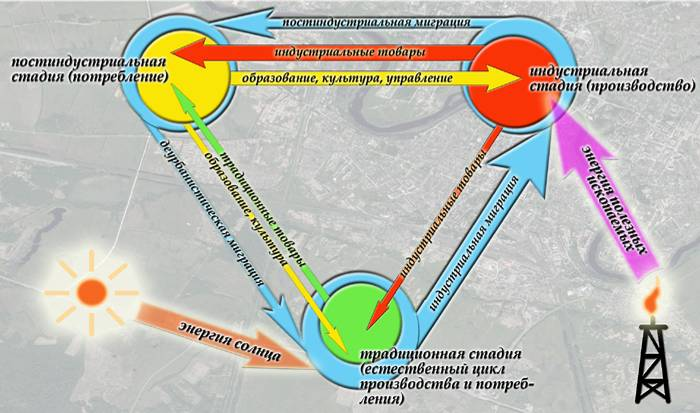 постиндустриальная миграция
индустриальные товары
образование, культура, управление
постиндустриальная
стадия (потребление)
индустриальная
стадия (производство)
деурбанистическая миграция
образование, культура
традиционные товары
индустриальные товары
индустриальная миграция
энергия полезных
ископаемых
энергия солнца
традиционная стадия
(естественный цикл
производства и потреб-
ления)